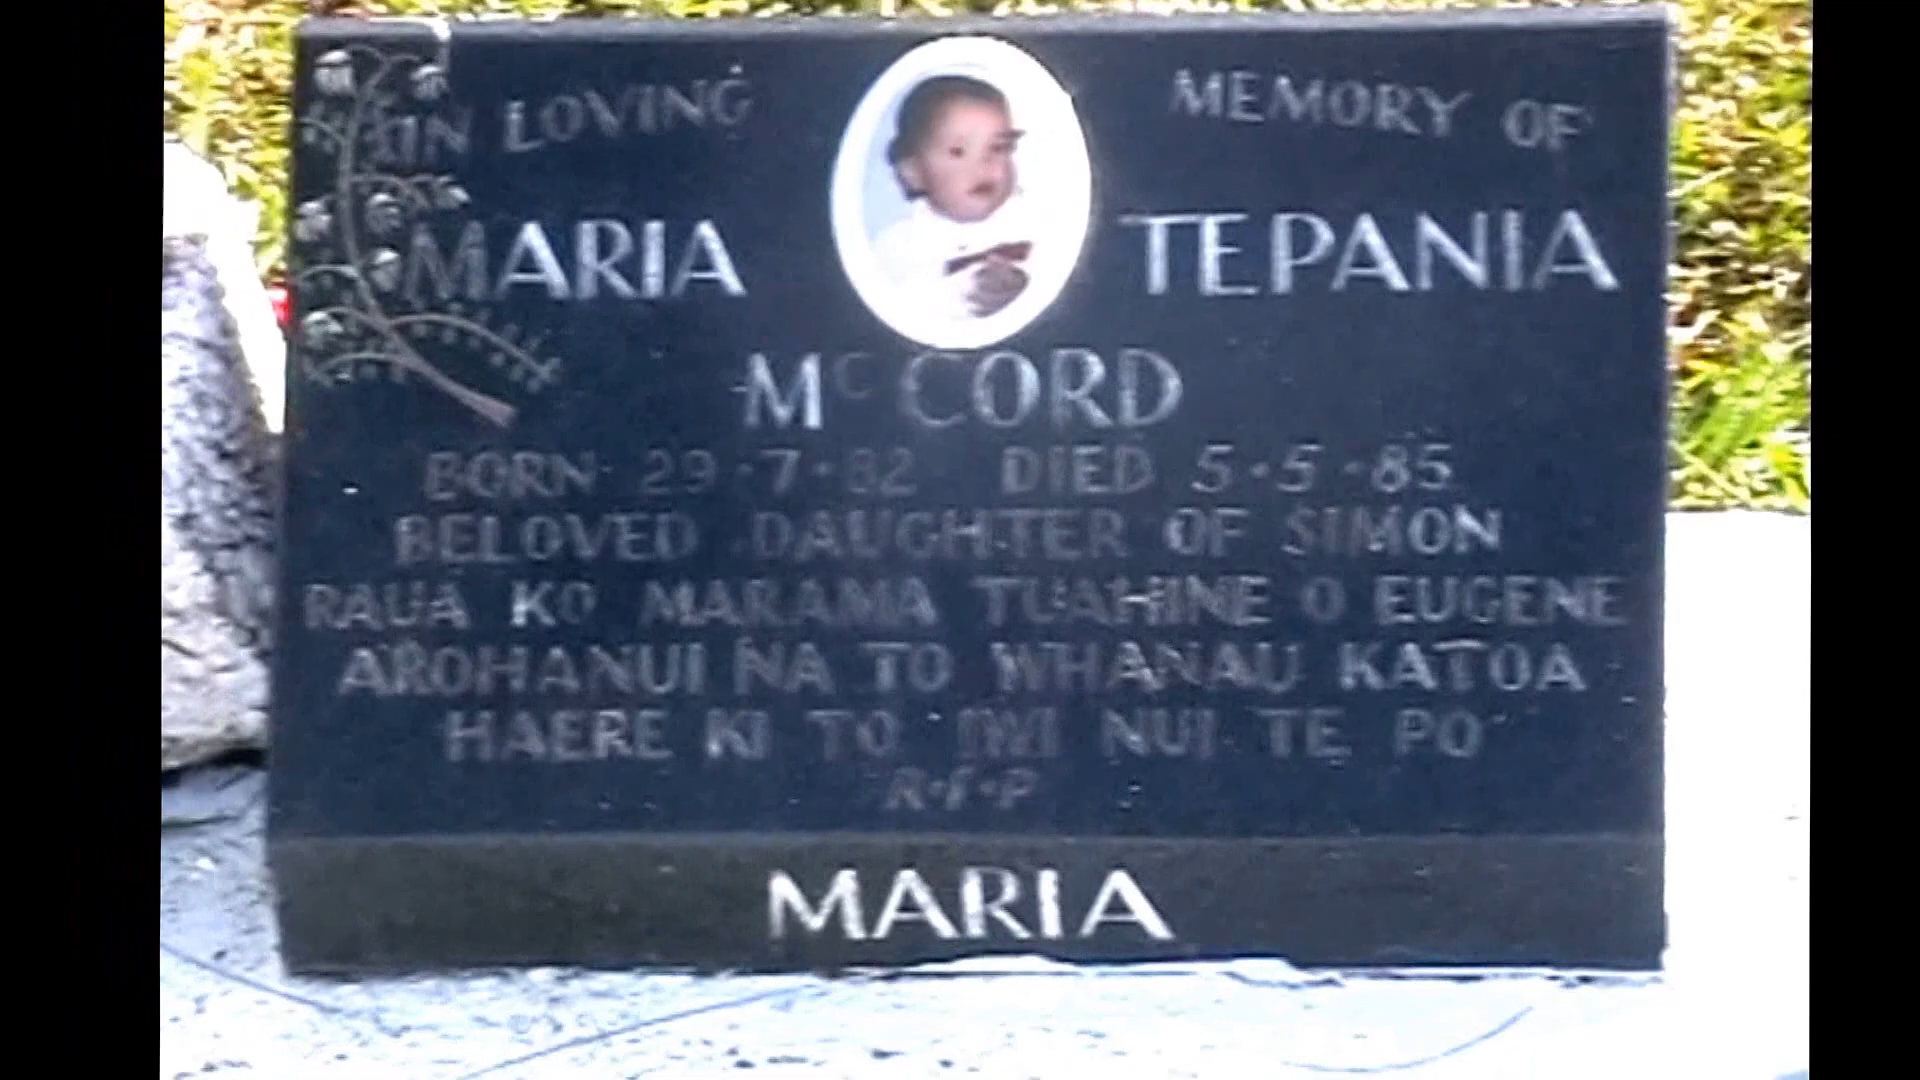 IN LOVING MEMORY OF
MARIA TEPANIA
McCORD
BORN 29·7·82 DIED 5·5·85
BELOVED DAUGHTER OF SIMON
RAUA KO MARAMA TUAHINE O EUGENE
AROHANUI NA TO WHANAU KATOA
HAERE KI TO IWI NUI TE PO
R·I·P
MARIA